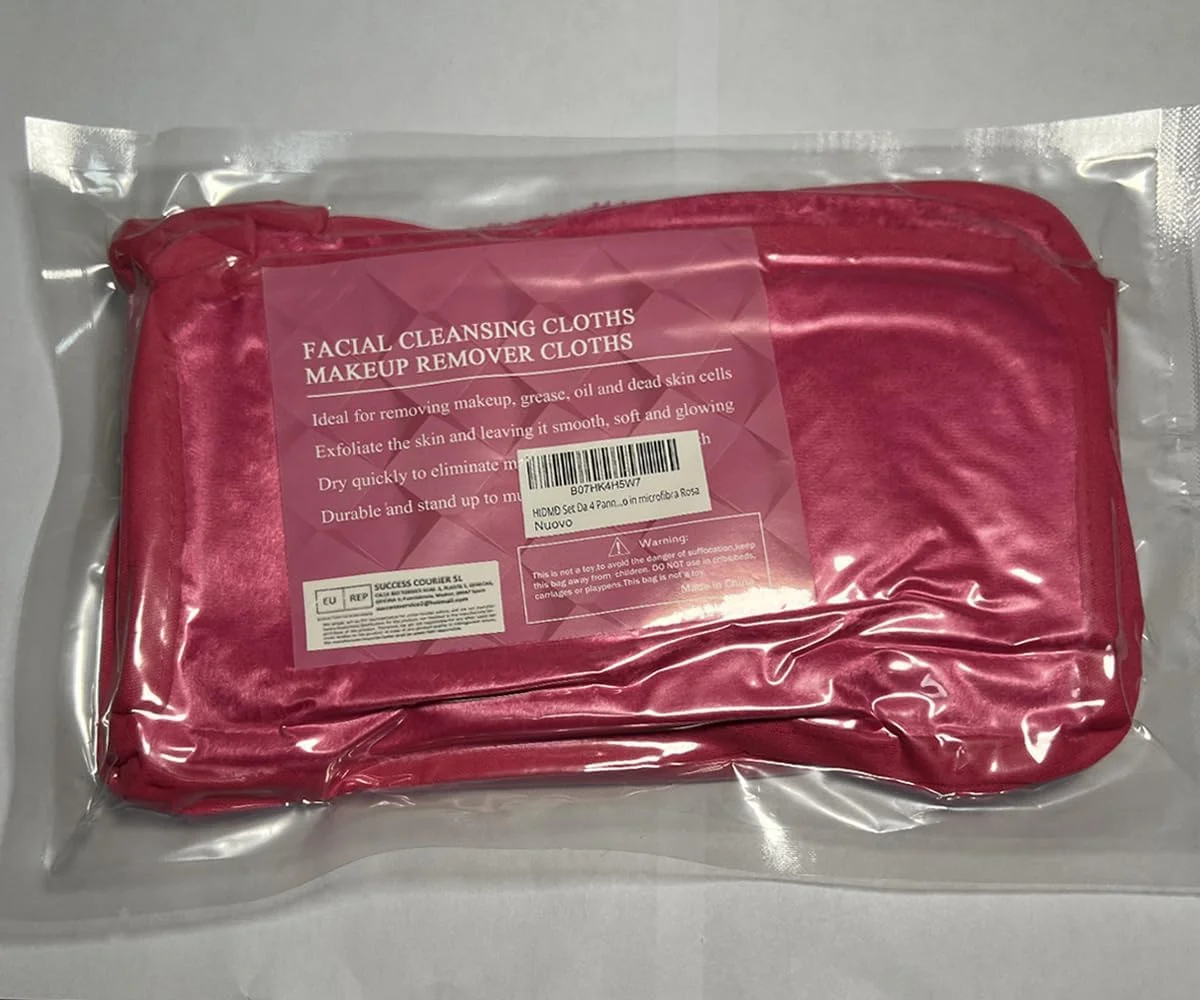 FACIAL CLEANSING CLOTHS
MAKEUP REMOVER CLOTHS
Ideal for removing makeup, grease, oil and dead skin cells
Exfoliate the skin and leaving it smooth, soft and glowing
Dry quickly to eliminate
Durable and stand up to
B07HK4H5W7
HIDMD Set Da 4 Pann...o in microfibra Rosa
Nuovo
Warning:
This is not a toy,to avoid the danger of suffocation,keep
this bag away from children. DO NOT use in cribs,beds,
carriages or playpens.This bag is not a toy.
Made in China
EU REP
SUCCESS COURIER SL